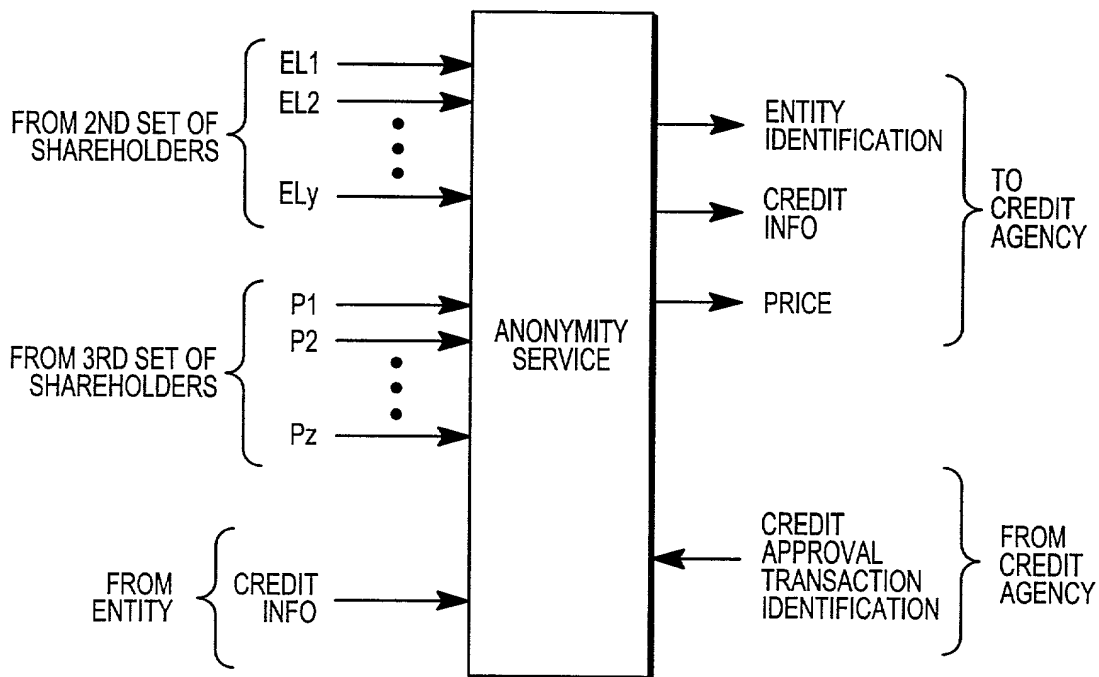 FROM 2ND SET OF
SHAREHOLDERS
EL1
EL2
ELy
FROM 3RD SET OF
SHAREHOLDERS
P1
P2
Pz
FROM
ENTITY
CREDIT
INFO
ANONYMITY
SERVICE
ENTITY
IDENTIFICATION
CREDIT
INFO
PRICE
TO
CREDIT
AGENCY
CREDIT
APPROVAL
TRANSACTION
IDENTIFICATION
FROM
CREDIT
AGENCY